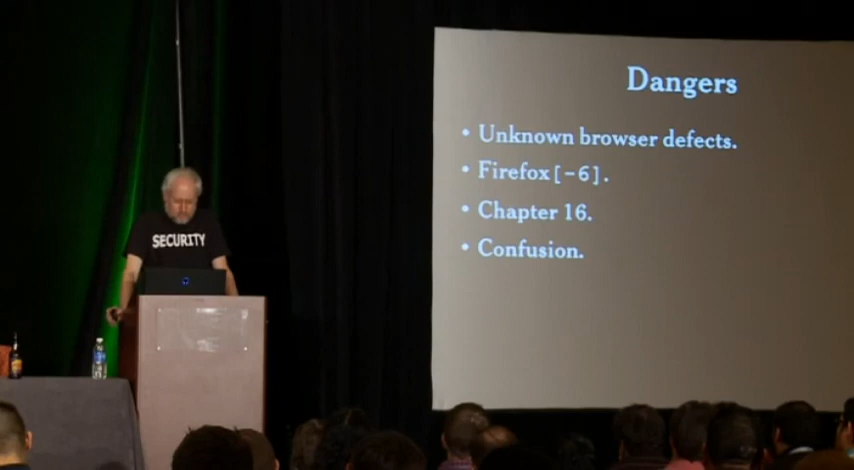 Dangers
• Unknown browser defects.
• Firefox[-6].
• Chapter 16.
• Confusion.
SECURITY